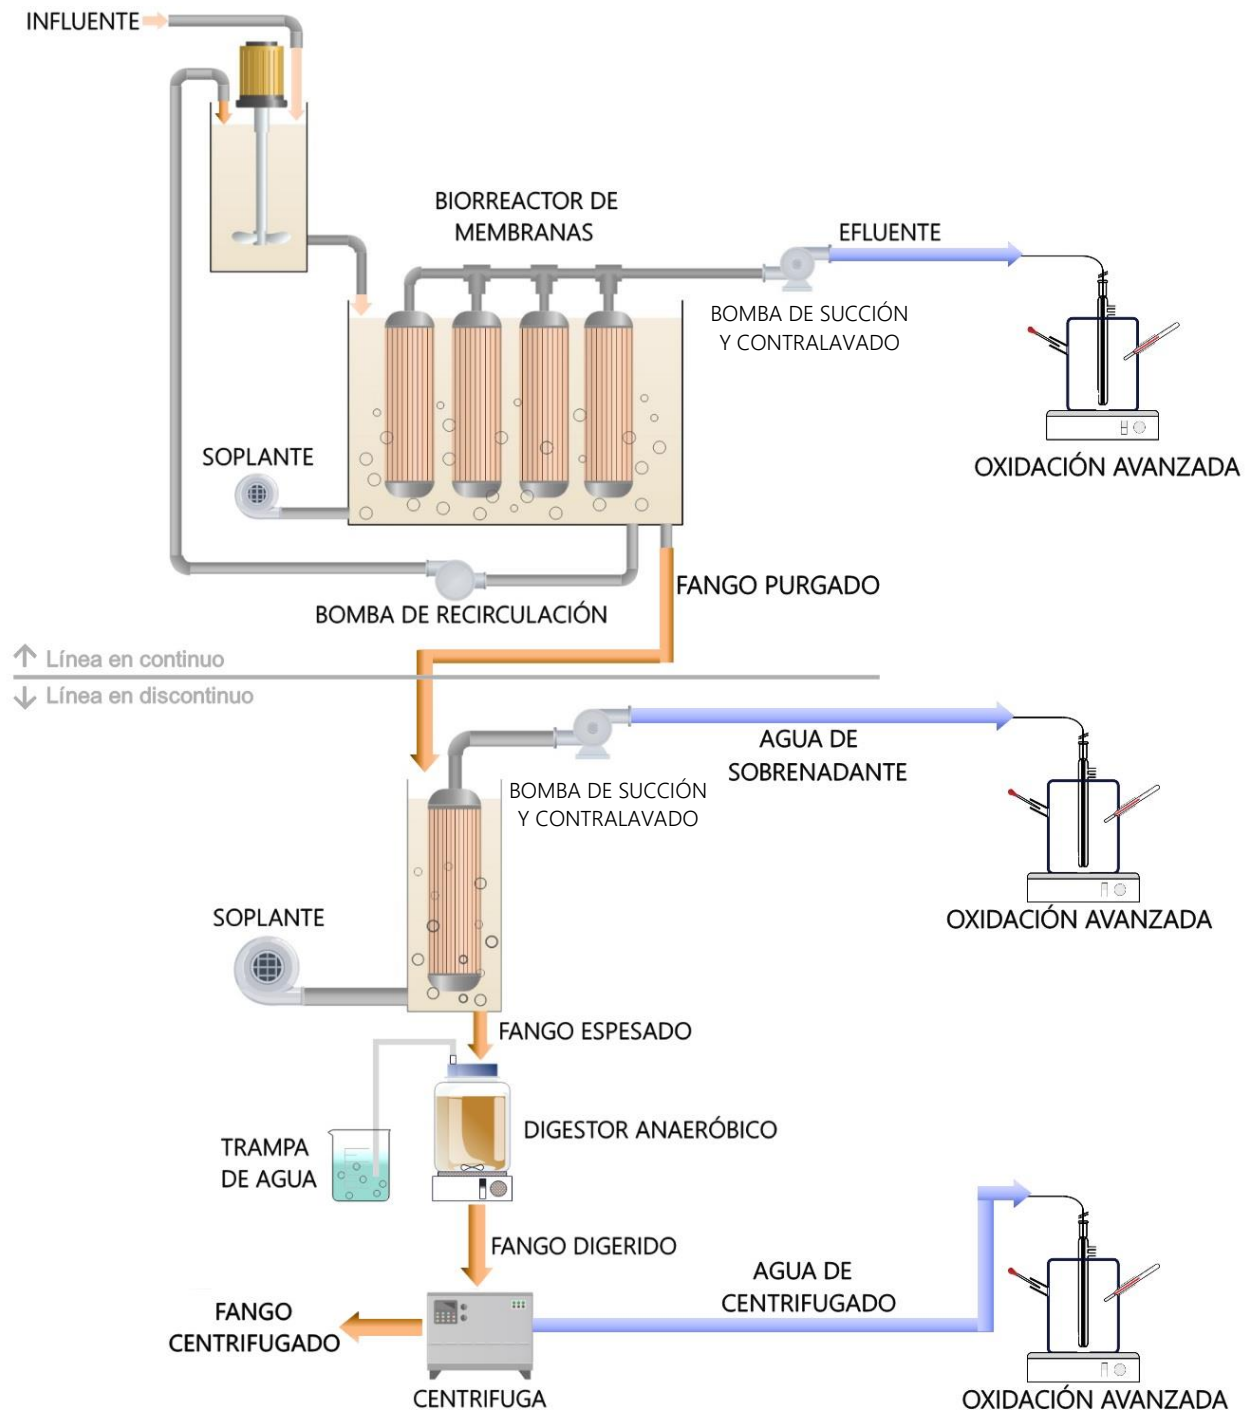 INFLUENTE
BIORREACTOR DE
MEMBRANAS
EFLUENTE
BOMBA DE SUCCIÓN
Y CONTRALAVADO
SOPLANTE
OXIDACIÓN AVANZADA
FANGO PURGADO
BOMBA DE RECIRCULACIÓN
↑ Línea en continuo
↓ Línea en discontinuo
AGUA DE
SOBRENADANTE
BOMBA DE SUCCIÓN
Y CONTRALAVADO
SOPLANTE
OXIDACIÓN AVANZADA
FANGO ESPESADO
DIGESTOR ANAERÓBICO
TRAMPA
DE AGUA
FANGO DIGERIDO
AGUA DE
CENTRIFUGADO
FANGO
CENTRIFUGADO
CENTRIFUGA
OXIDACIÓN AVANZADA